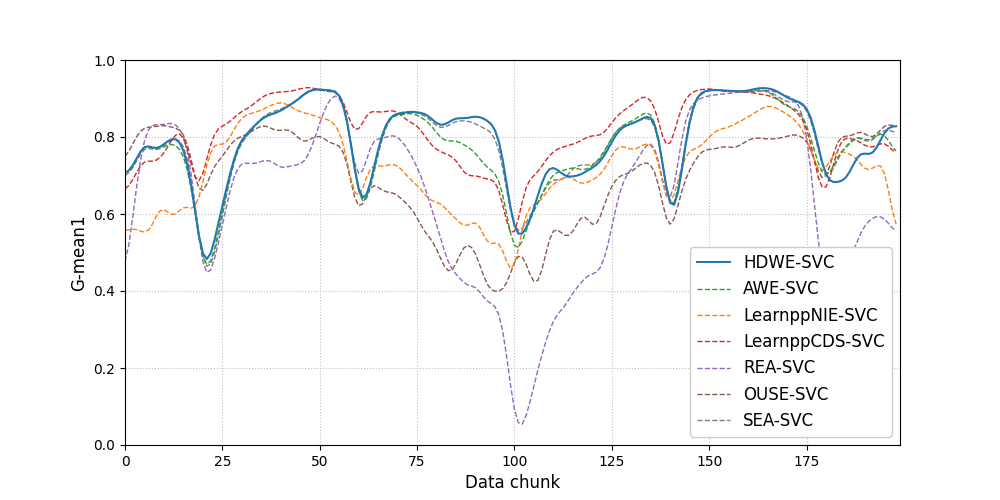 1.0
0.8
0.6
0.4
0.2
0.0
G-mean1
0 25 50 75 100 125 150 175
Data chunk
HDWE-SVC
AWE-SVC
LearnppNIE-SVC
LearnppCDS-SVC
REA-SVC
OUSE-SVC
SEA-SVC